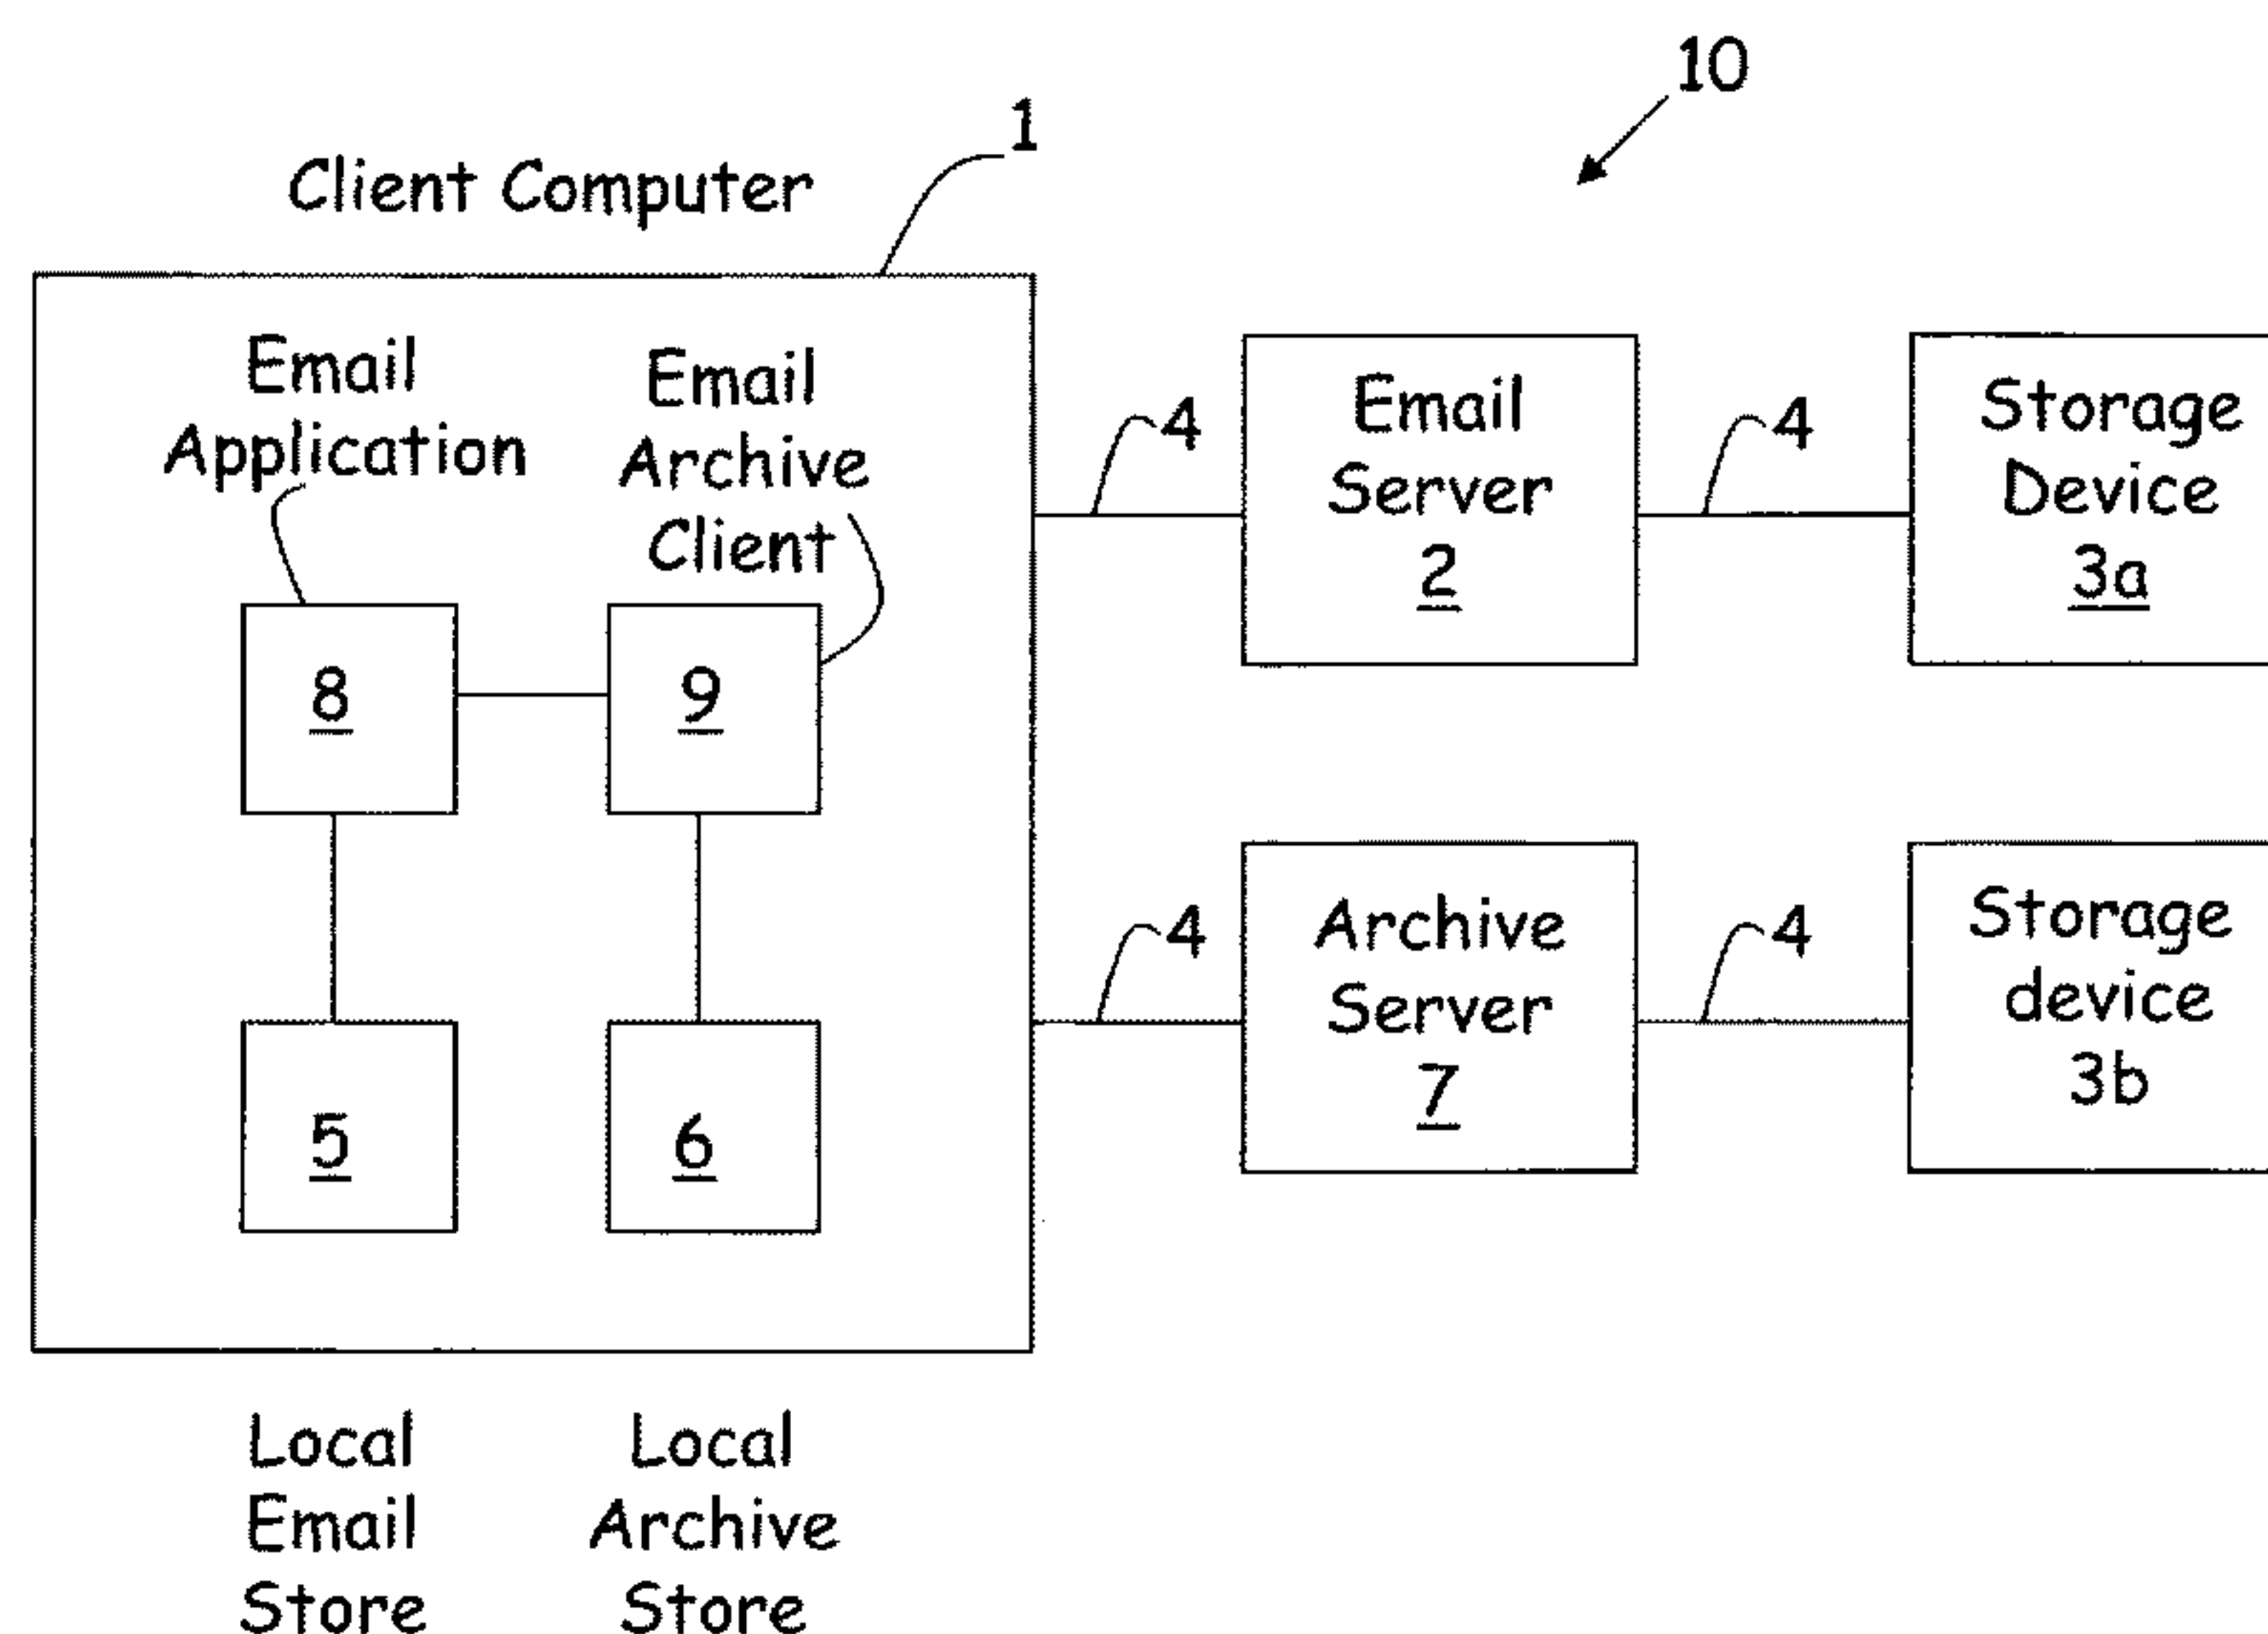 10
1
Client Computer
Email
Application
Email
Archive
Client
8
9
5
6
4
Email
Server
2
4
Storage
Device
3a
4
Archive
Server
7
4
Storage
device
3b
Local
Email
Store
Local
Archive
Store